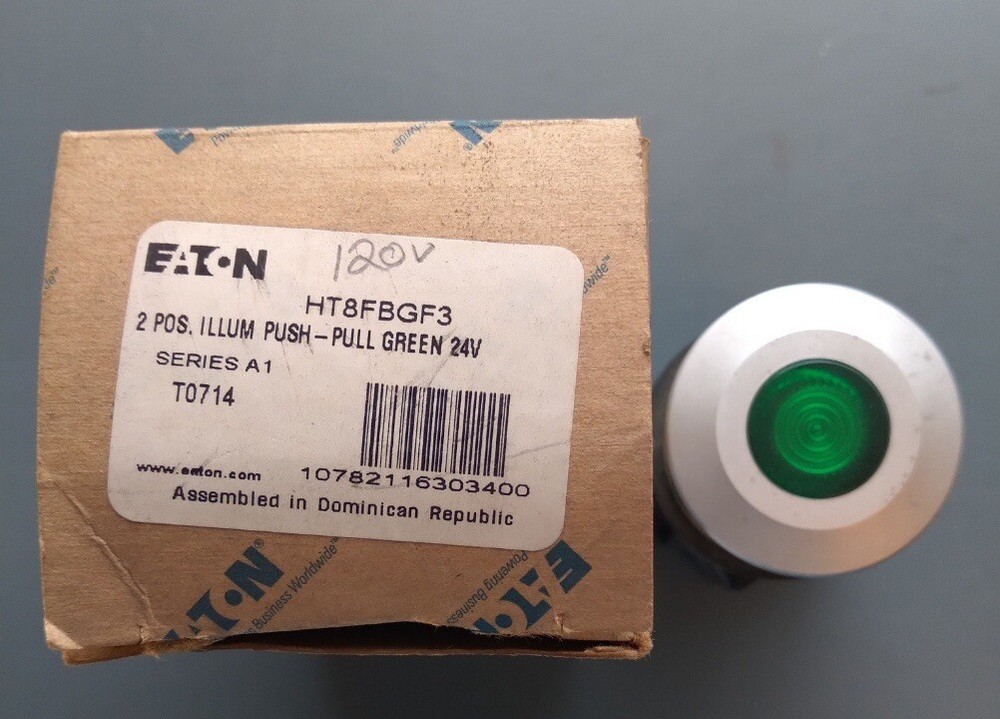 EATON
120V
HT8FBGF3
2 POS. ILLUM PUSH-PULL GREEN 24V
SERIES A1
T0714
www.eaton.com
10782116303400
Assembled in Dominican Republic
EATON®
Business Worldwide™
Powering Business